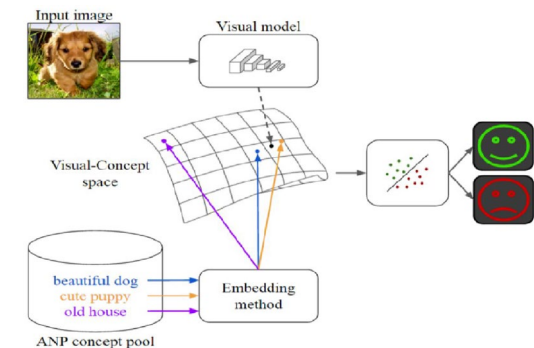 Input image
Visual model
Visual-Concept
space
beautiful dog
cute puppy
old house
Embedding
method
ANP concept pool